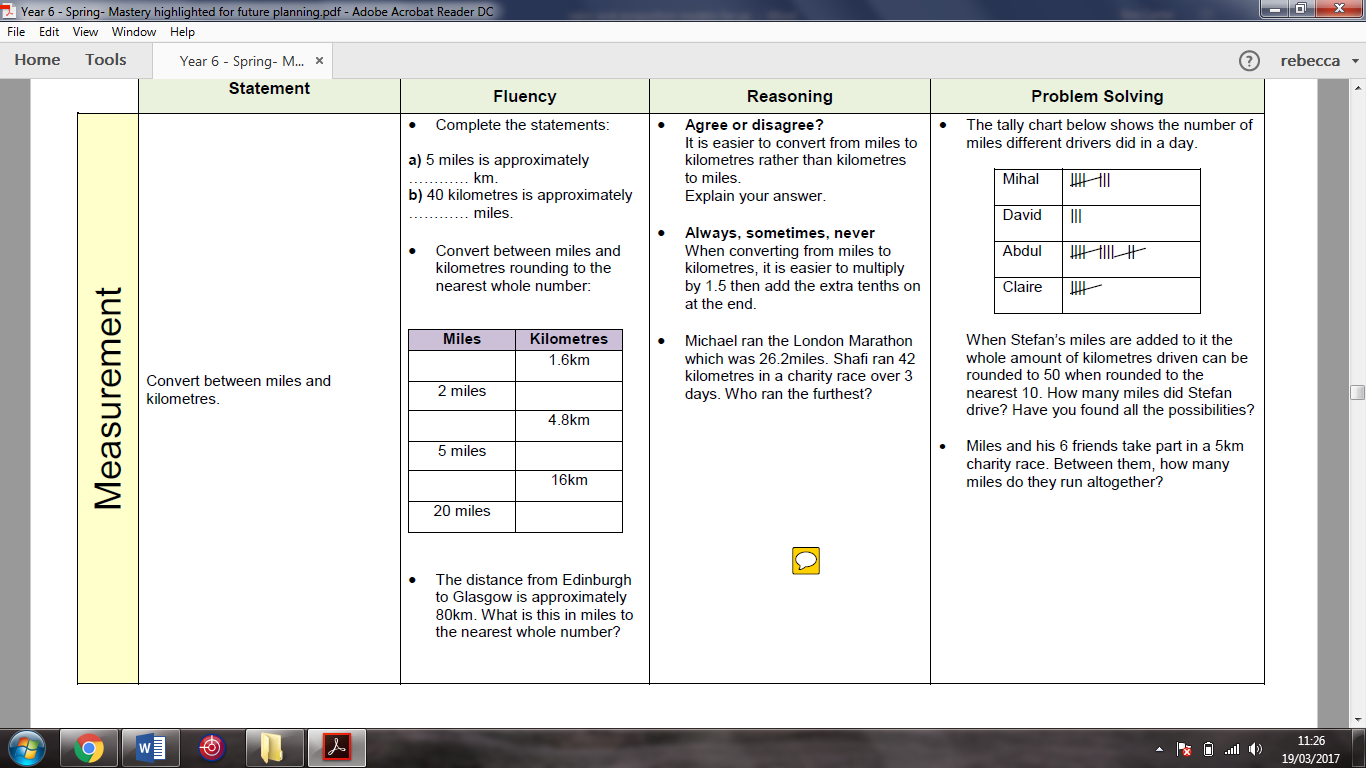 Year 6 - Spring- Mastery highlighted for future planning.pdf - Adobe Acrobat Reader DC
File Edit View Window Help
Home Tools Year 6 - Spring- M... × ? rebecca
Statement
Fluency
Reasoning
Problem Solving
Measurement
Convert between miles and
kilometres.
• Complete the statements:
a) 5 miles is approximately
………… km.
b) 40 kilometres is approximately
………… miles.
• Convert between miles and
kilometres rounding to the
nearest whole number:
Miles Kilometres
1.6km
2 miles
4.8km
5 miles
16km
20 miles
• The distance from Edinburgh
to Glasgow is approximately
80km. What is this in miles to
the nearest whole number?
• Agree or disagree?
It is easier to convert from miles to
kilometres rather than kilometres
to miles.
Explain your answer.
• Always, sometimes, never
When converting from miles to
kilometres, it is easier to multiply
by 1.5 then add the extra tenths on
at the end.
• Michael ran the London Marathon
which was 26.2miles. Shafi ran 42
kilometres in a charity race over 3
days. Who ran the furthest?
• The tally chart below shows the number of
miles different drivers did in a day.
Mihal
David
Abdul
Claire
When Stefan's miles are added to it the
whole amount of kilometres driven can be
rounded to 50 when rounded to the
nearest 10. How many miles did Stefan
drive? Have you found all the possibilities?
• Miles and his 6 friends take part in a 5km
charity race. Between them, how many
miles do they run altogether?
11:26
19/03/2017